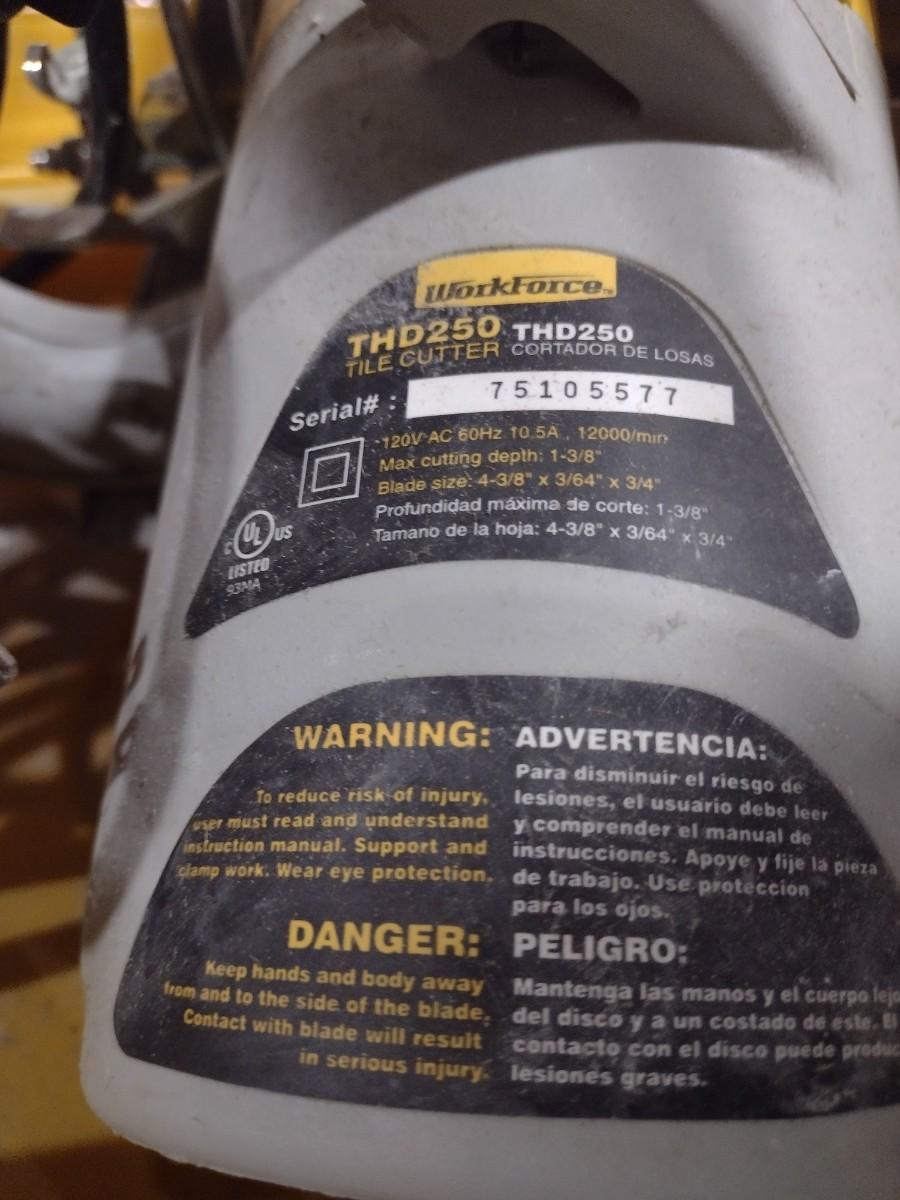 WorkForce™
THD250 THD250
TILE CUTTER CORTADOR DE LOSAS
Serial# : 75105577
120V AC 60Hz 10.5A , 12000/min
Max cutting depth: 1-3/8"
Blade size: 4-3/8" x 3/64" x 3/4"
Profundidad máxima de corte: 1-3/8"
Tamano de la hoja: 4-3/8" x 3/64" x 3/4"
C UL US
LISTED
93MA
WARNING:
To reduce risk of injury,
user must read and understand
instruction manual. Support and
clamp work. Wear eye protection.
DANGER:
Keep hands and body away
from and to the side of the blade.
Contact with blade will result
in serious injury.
ADVERTENCIA:
Para disminuir el riesgo de
lesiones, el usuario debe leer
y comprender el manual de
instrucciones. Apoye y fije la pieza
de trabajo. Use protección
para los ojos.
PELIGRO:
Mantenga las manos y el cuerpo
del disco y a un costado de este. El
contacto con el disco puede
lesiones graves.